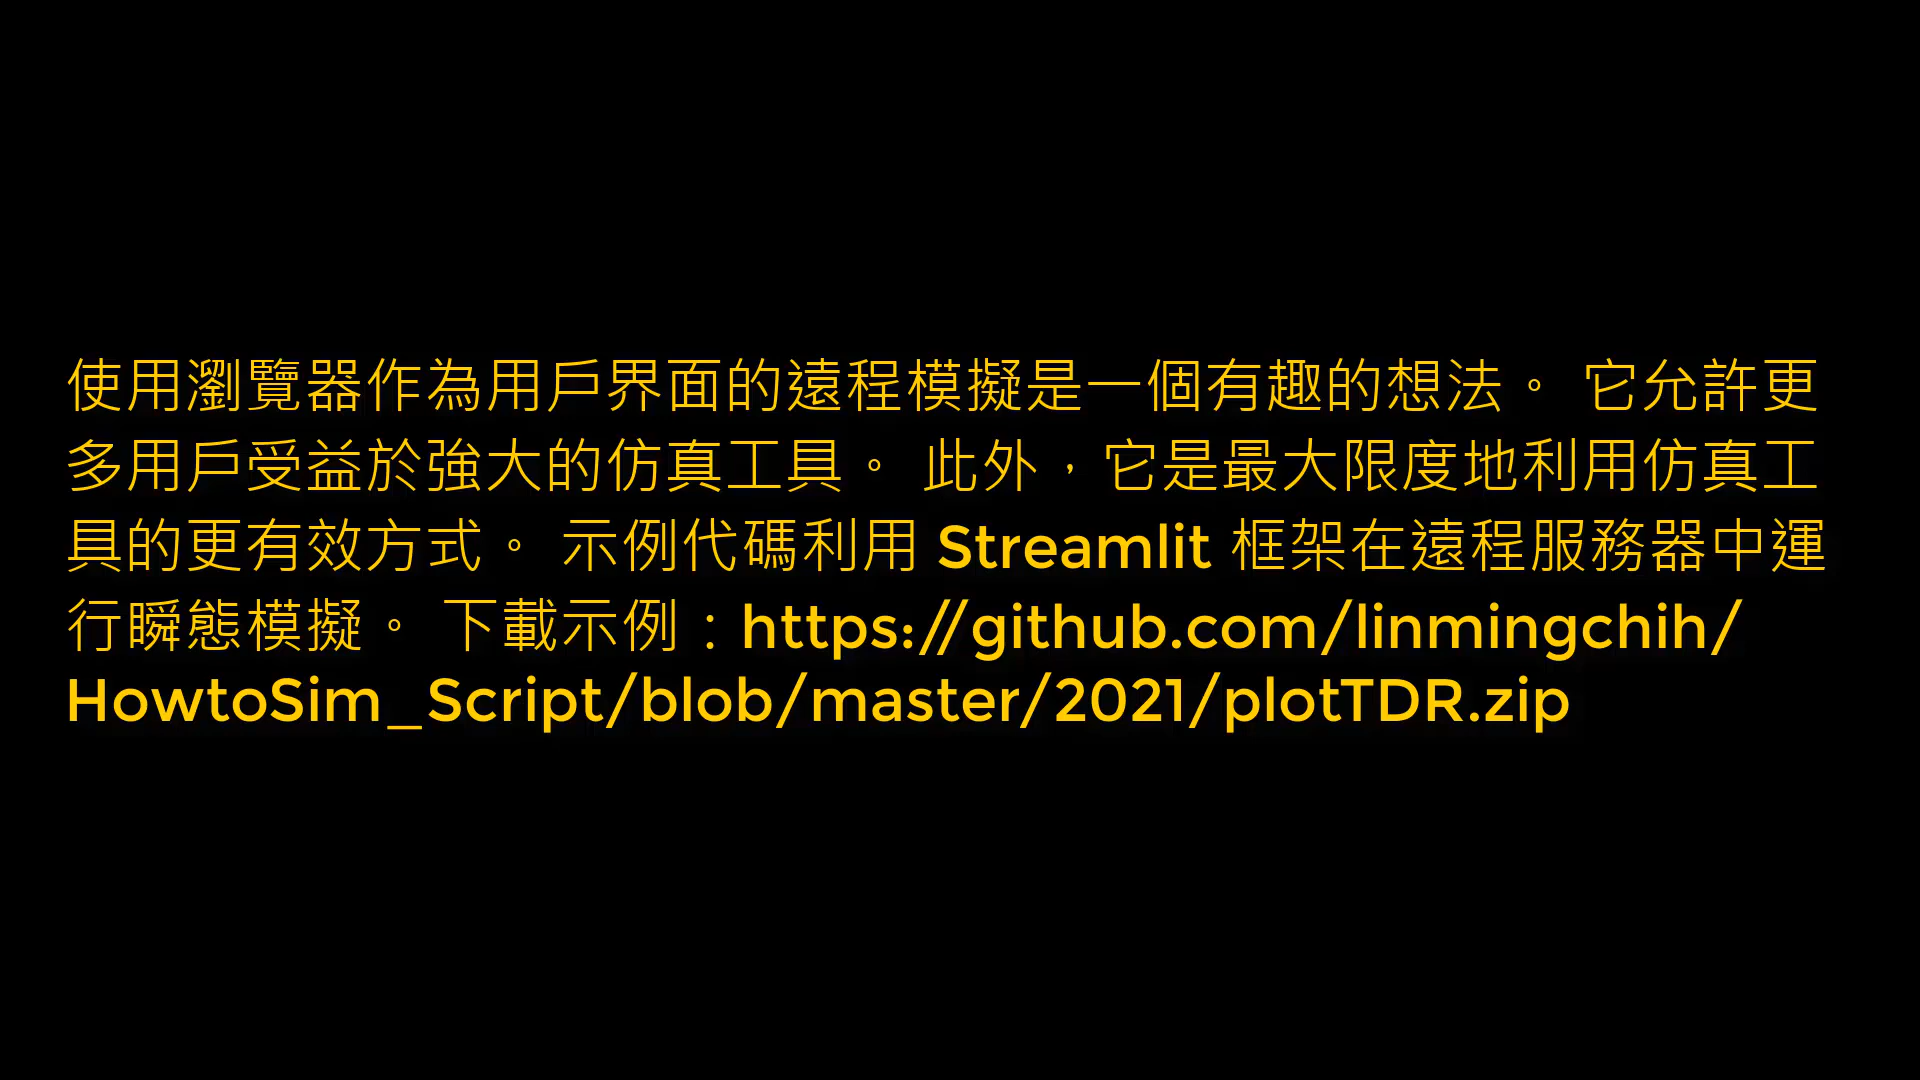 使用瀏覽器作為用戶界面的遠程模擬是一個有趣的想法。 它允許更
多用戶受益於強大的仿真工具。 此外，它是最大限度地利用仿真工
具的更有效方式。 示例代碼利用 Streamlit 框架在遠程服務器中運
行瞬態模擬。 下載示例：https://github.com/linmingchih/
HowtoSim_Script/blob/master/2021/plotTDR.zip